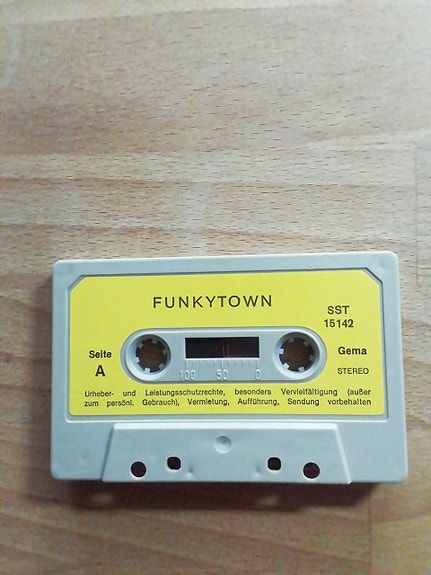 FUNKYTOWN
SST
15142
Seite
A
Gema
STEREO
100 50 0
Urheber- und Leistungsschutzrechte, besonders Vervielfältigung (außer
zum persönl. Gebrauch), Vermietung, Aufführung, Sendung vorbehalten